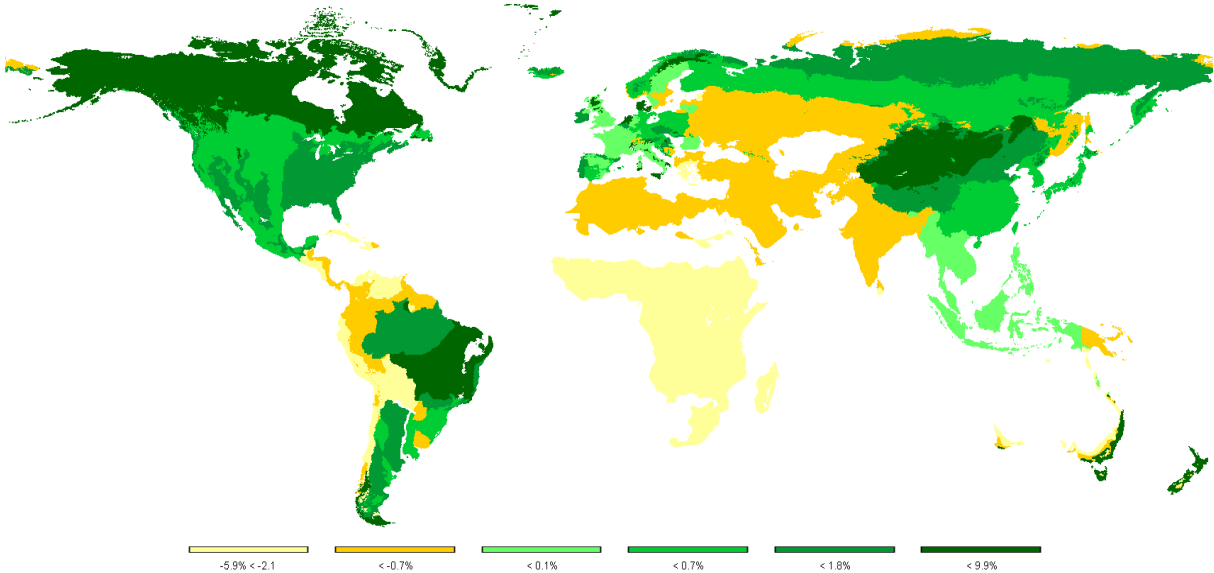 -5.9% < -2.1 < -0.7% < 0.1% < 0.7% < 1.8% < 9.9%